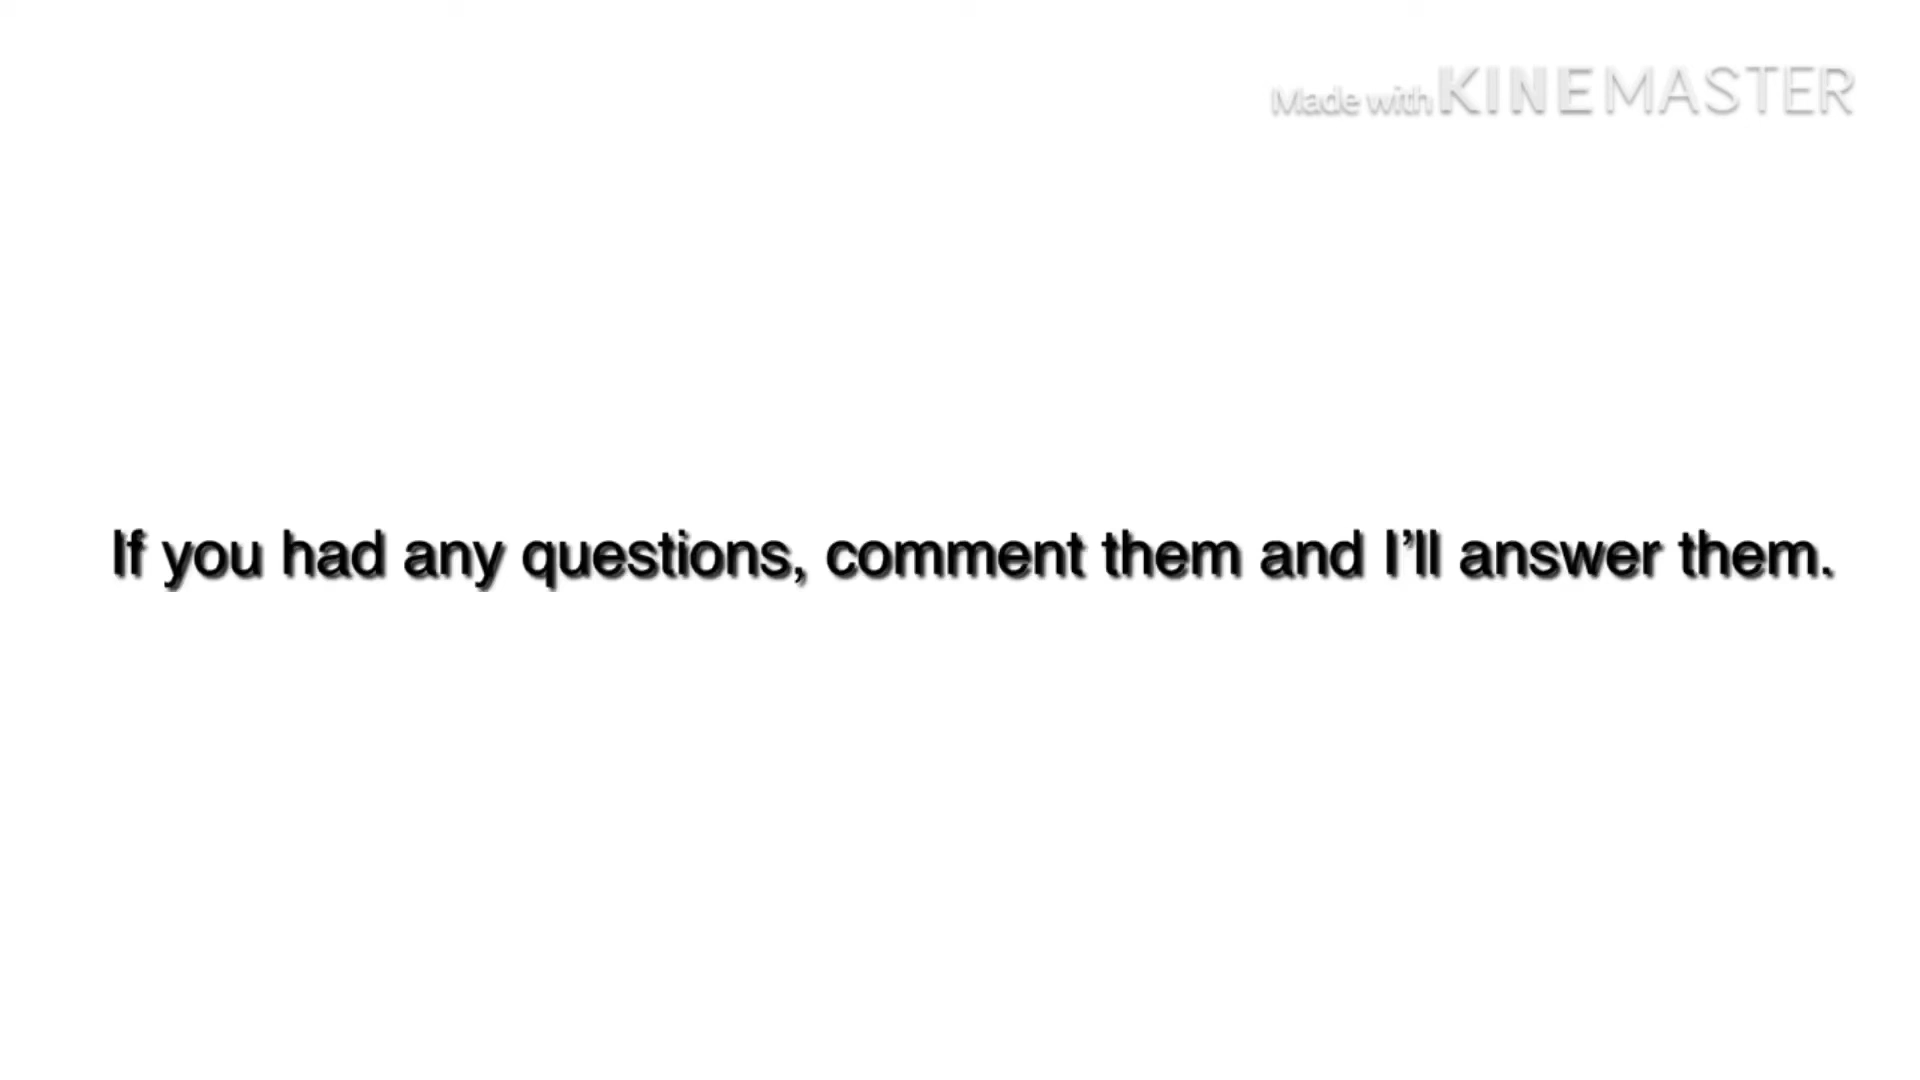 Made with KINEMASTER
If you had any questions, comment them and I’ll answer them.